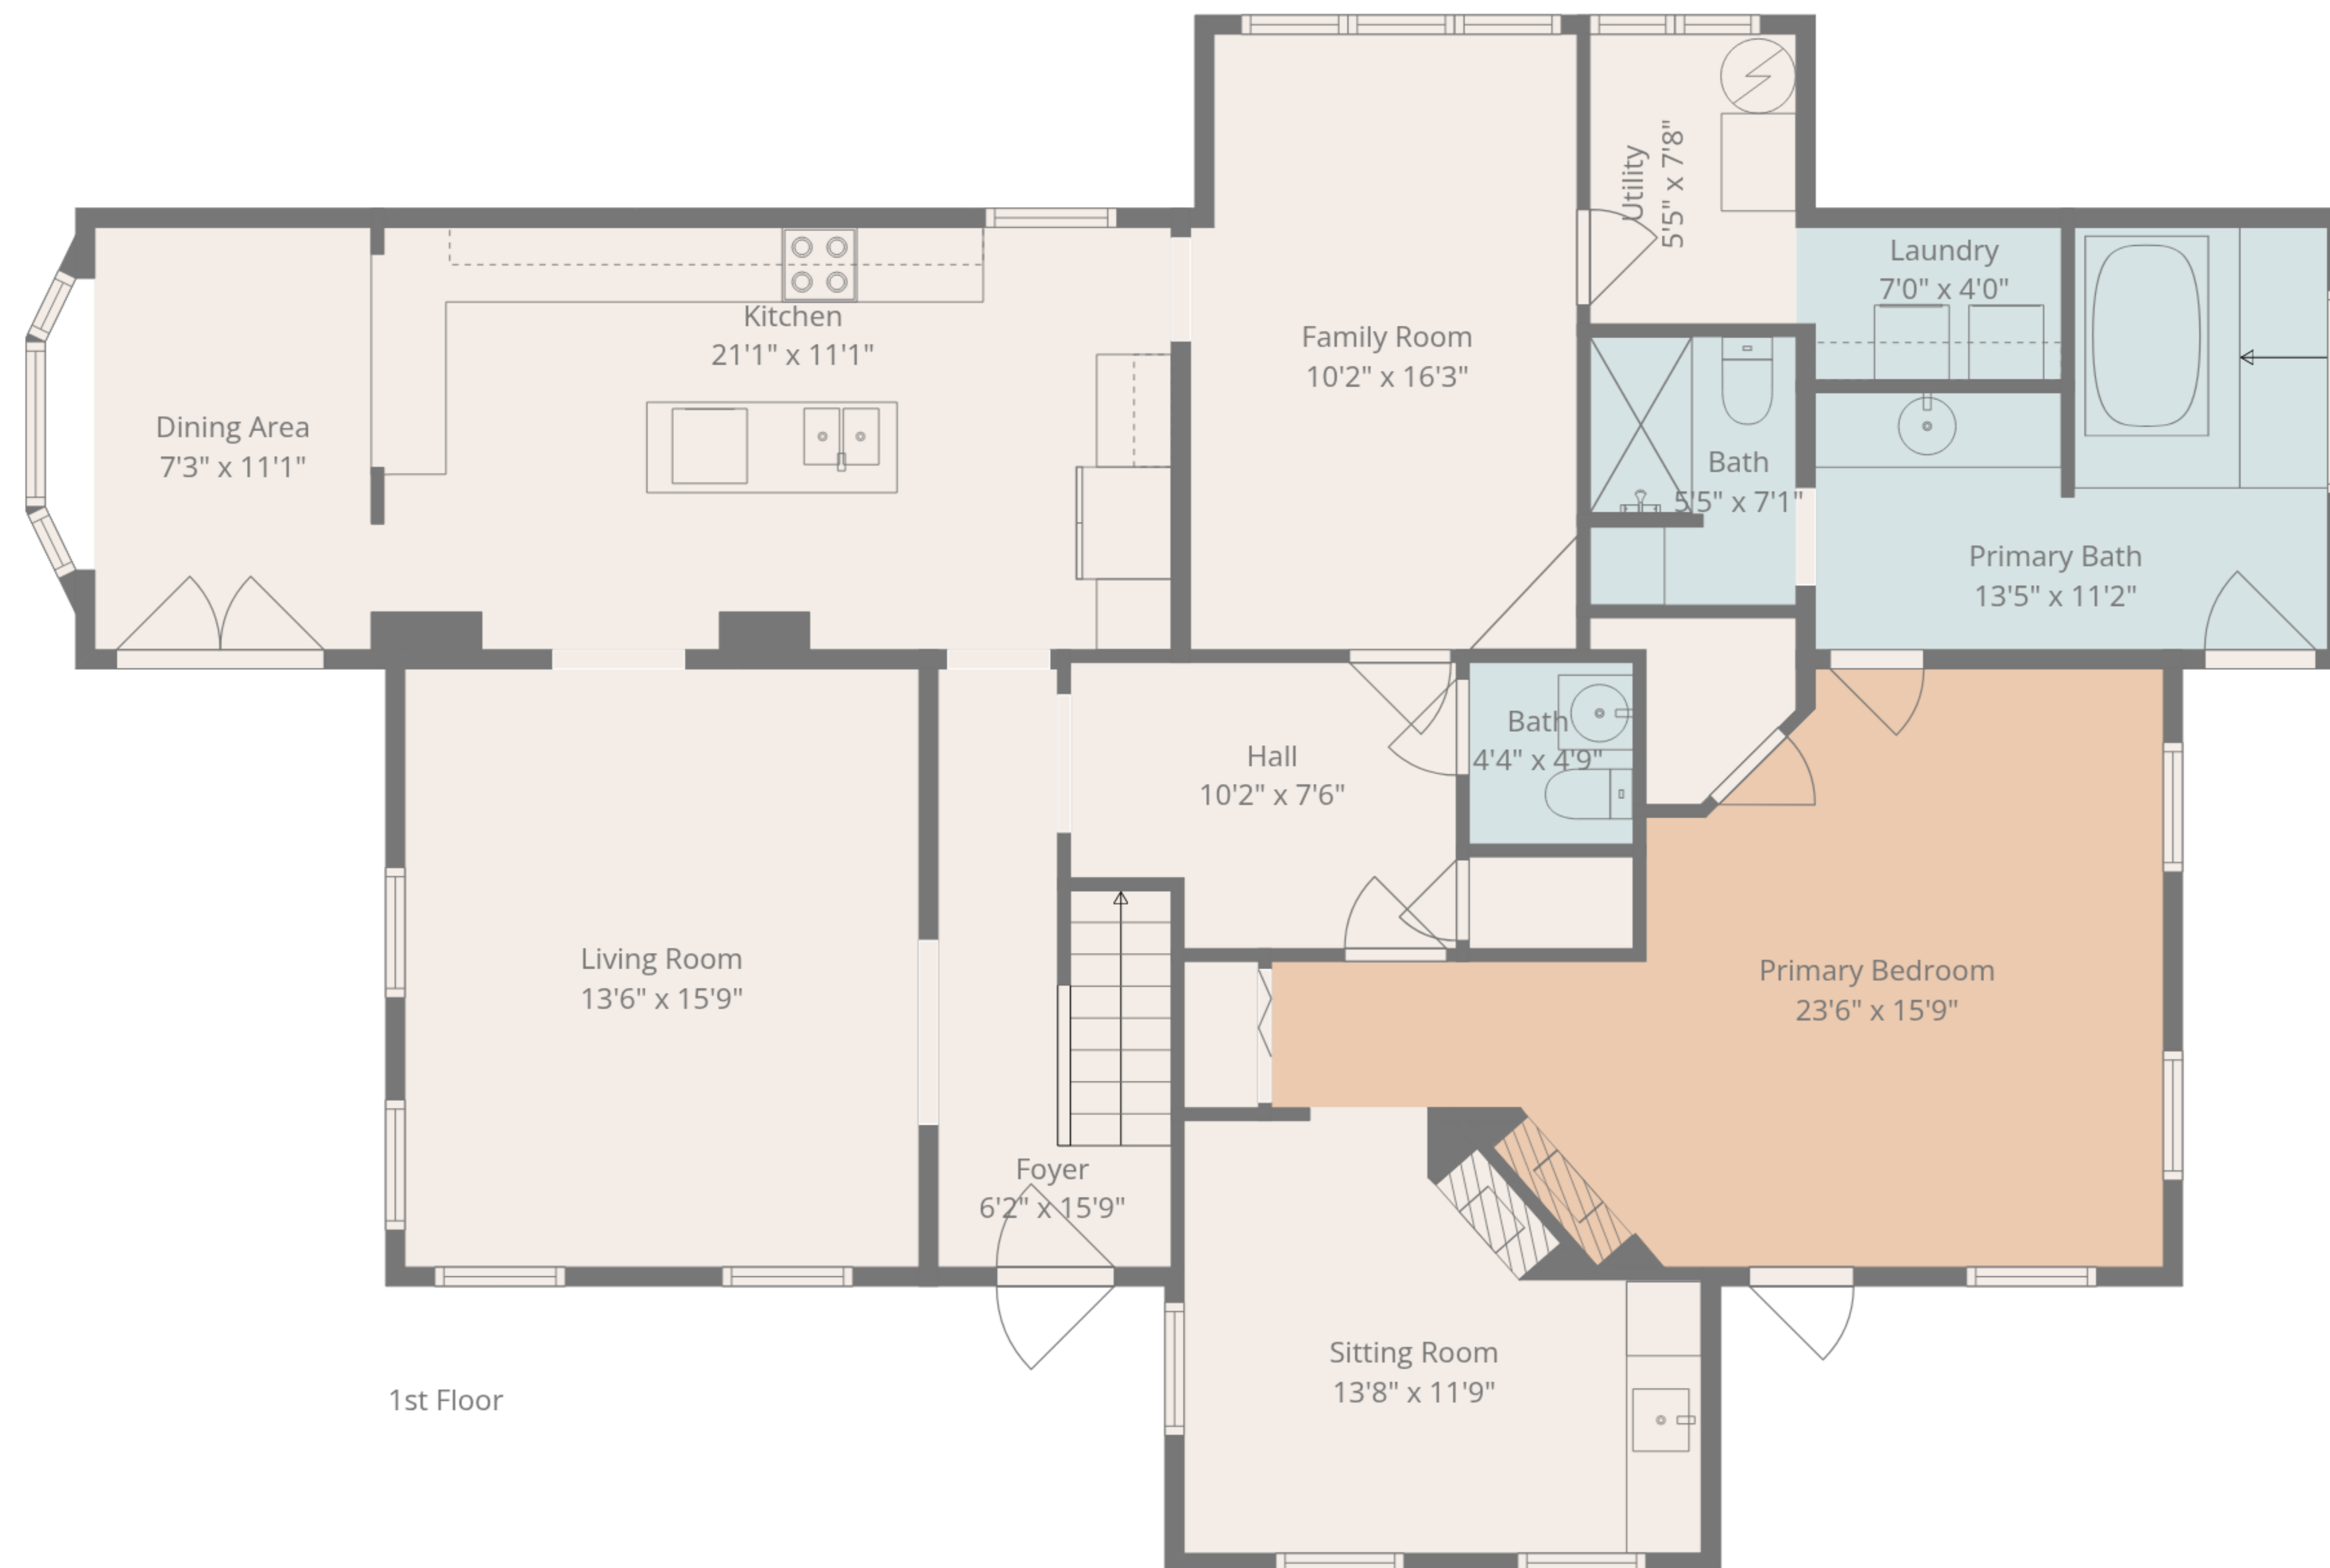 Utility
5'5" x 7'8"
Laundry
7'0" x 4'0"
Kitchen
21'1" x 11'1"
Family Room
10'2" x 16'3"
Dining Area
7'3" x 11'1"
Bath
5'5" x 7'1"
Primary Bath
13'5" x 11'2"
Bath
4'4" x 4'9"
Hall
10'2" x 7'6"
Living Room
13'6" x 15'9"
Primary Bedroom
23'6" x 15'9"
Foyer
6'2" x 15'9"
Sitting Room
13'8" x 11'9"
1st Floor